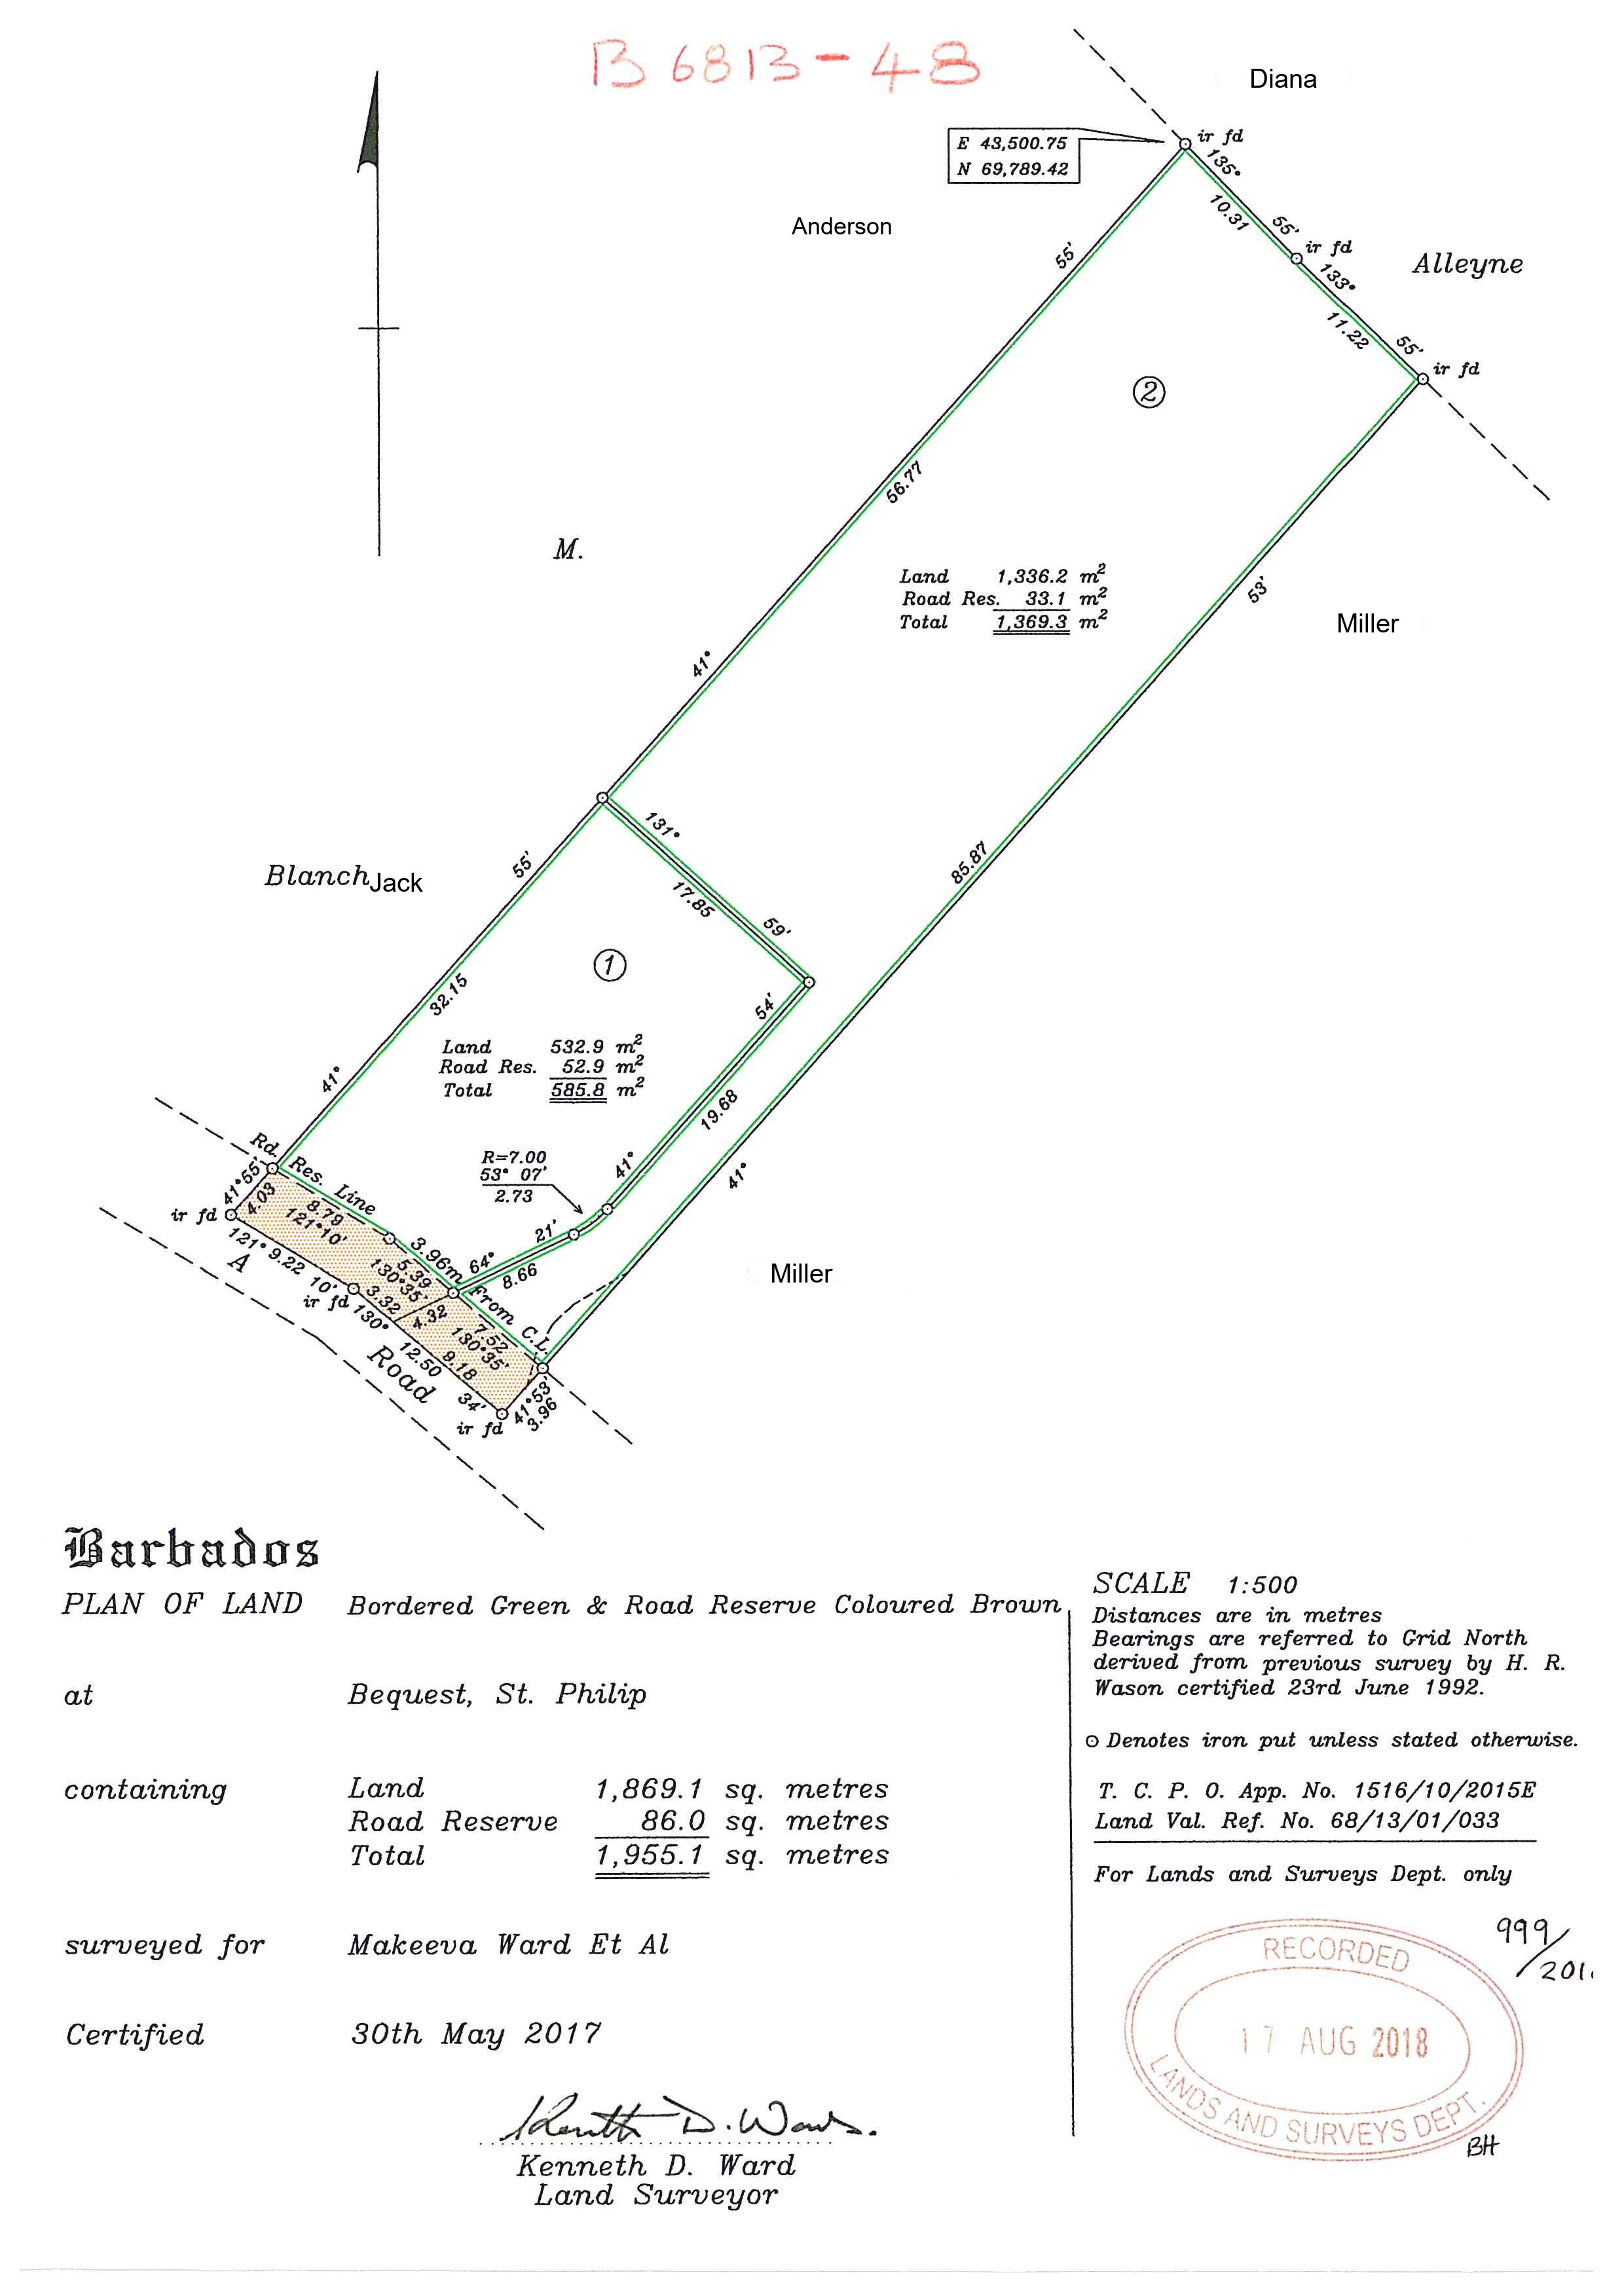 B 6813-48
Diana
E 43,500.75
N 69,789.42
ir fd
135°
55'
10.31
ir fd
Anderson
Alleyne
133°
55'
11.22
ir fd
55'
2
56.77
M.
Land 1,336.2 m²
Road Res. 33.1 m²
Total 1,369.3 m²
53'
Miller
41°
131°
59'
17.85
85.87
55'
Blanch Jack
1
32.15
54'
Land 532.9 m²
Road Res. 52.9 m²
Total 585.8 m²
41°
19.68
R=7.00
53° 07'
2.73
41°
41°
Rd. Res. Line 3.96m From C.L.
41°55'
4.03
ir fd
8.79
121°10'
121° 9.22 10'
64° 21'
8.66
5.39
130°35'
ir fd
3.32
4.32
7.52
130°35'
9.18
130° 12.50 34'
Miller
A Road
41°53'
3.96
ir fd
Barbados
PLAN OF LAND Bordered Green & Road Reserve Coloured Brown
at Bequest, St. Philip
containing Land 1,869.1 sq. metres
Road Reserve 86.0 sq. metres
Total 1,955.1 sq. metres
surveyed for Makeeva Ward Et Al
Certified 30th May 2017
Kenneth D. Ward.
Kenneth D. Ward
Land Surveyor
SCALE 1:500
Distances are in metres
Bearings are referred to Grid North
derived from previous survey by H. R.
Wason certified 23rd June 1992.
Denotes iron put unless stated otherwise.
T. C. P. O. App. No. 1516/10/2015E
Land Val. Ref. No. 68/13/01/033
For Lands and Surveys Dept. only
999/
RECORDED
17 AUG 2018
LANDS AND SURVEYS DEPT.
BH